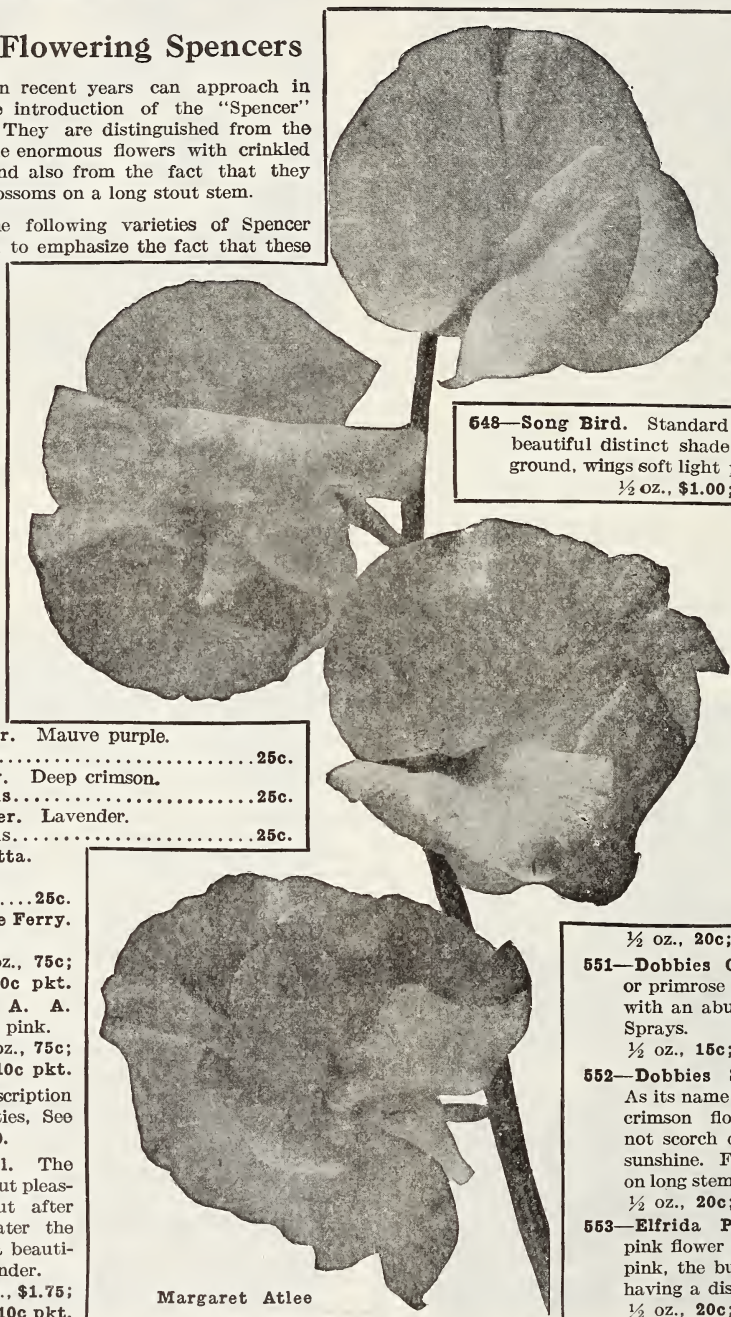 Flowering Spencers
n recent years can approach in
e introduction of the "Spencer"
They are distinguished from the
e enormous flowers with crinkled
nd also from the fact that they
ossoms on a long stout stem.
e following varieties of Spencer
to emphasize the fact that these
648—Song Bird. Standard
beautiful distinct shade
ground, wings soft light
½ oz., $1.00;
r. Mauve purple.
..........................25c.
r. Deep crimson.
s.........................25c.
er. Lavender.
s.........................25c.
tta.
....25c.
e Ferry.
oz., 75c;
0c pkt.
A. A.
pink.
oz., 75c;
10c pkt.
scription
ties, See
).
1. The
ut pleas-
ut after
ater the
, beauti-
nder.
., $1.75;
10c pkt.
Margaret Atlee
½ oz., 20c;
551—Dobbies C
or primrose
with an abu
Sprays.
½ oz., 15c;
552—Dobbies S
As its name
crimson flo
not scorch o
sunshine. F
on long stem
½ oz., 20c;
553—Elfrida P
pink flower
pink, the bu
having a dis
½ oz., 20c;